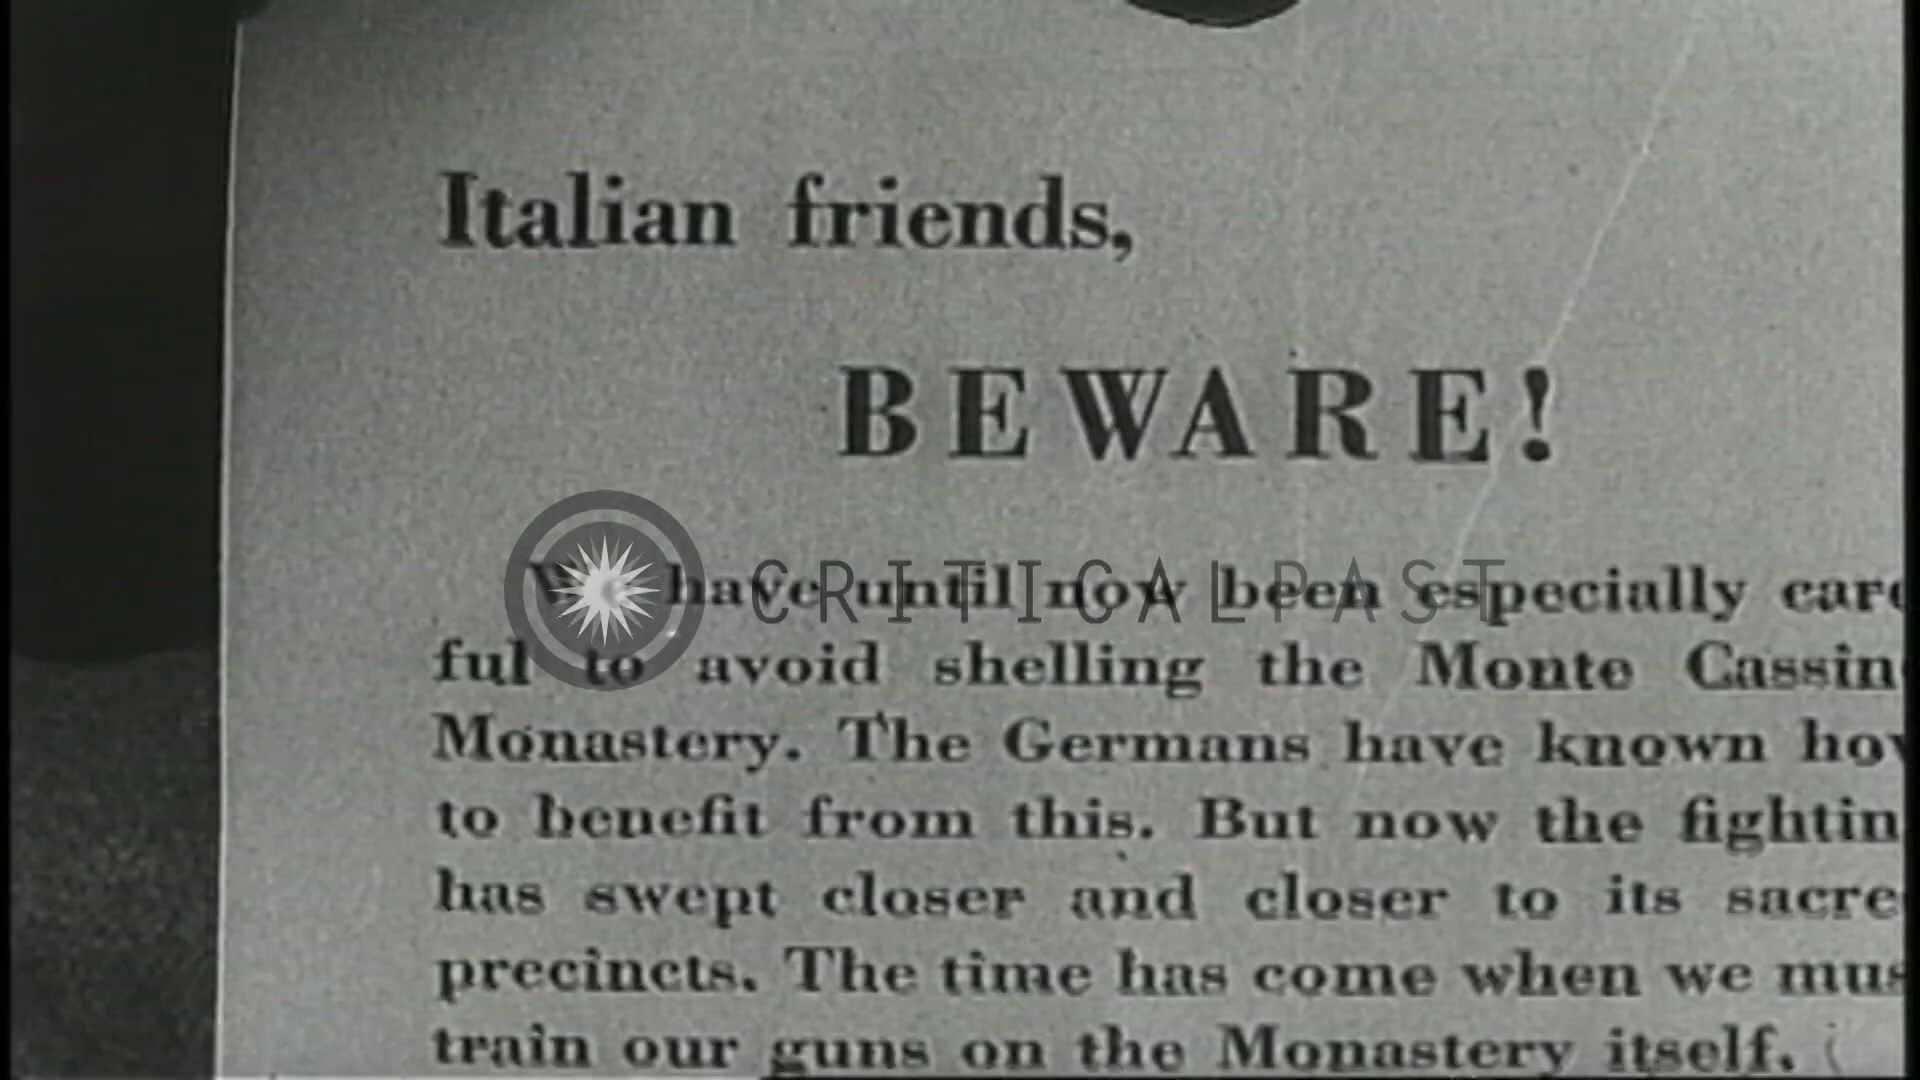 Italian friends,
BEWARE!
We have until now been especially care
ful to avoid shelling the Monte Cassin
Monastery. The Germans have known how
to benefit from this. But now the fightin
has swept closer and closer to its sacre
precincts. The time has come when we mus
train our guns on the Monastery itself.
CRITICALPAST